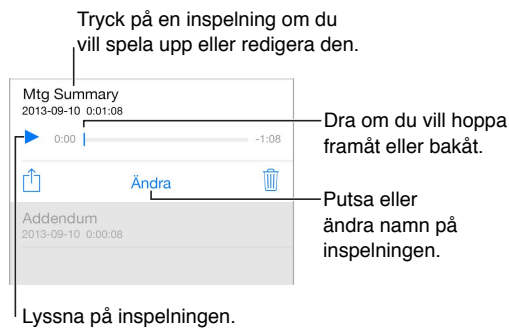 Tryck på en inspelning om du
vill spela upp eller redigera den.
Mtg Summary
2013-09-10 0:01:08
0:00
-1:08
Dra om du vill hoppa
framåt eller bakåt.
Ändra
Putsa eller
ändra namn på
inspelningen.
Addendum
2013-09-10 0:00:08
Lyssna på inspelningen.